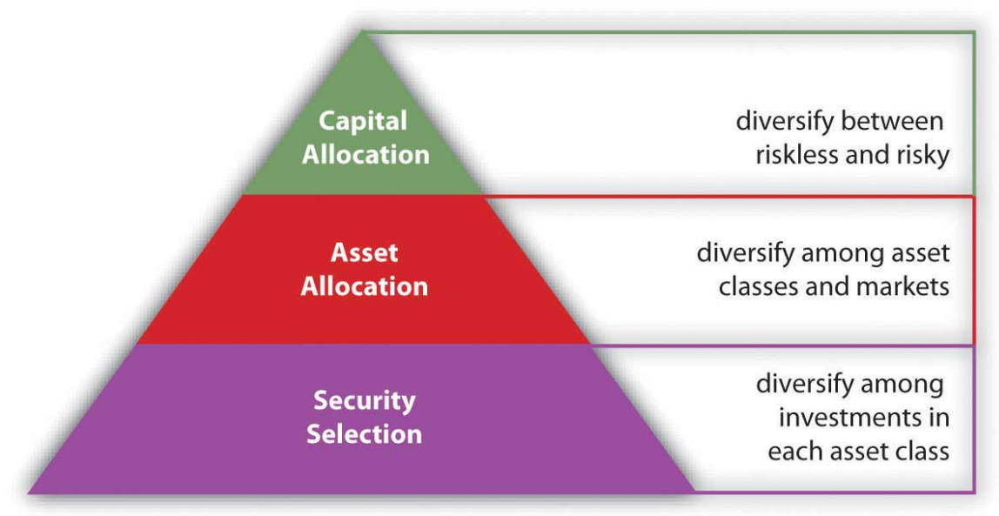 Capital
Allocation
diversify between
riskless and risky
Asset
Allocation
diversify among asset
classes and markets
Security
Selection
diversify among
investments in
each asset class